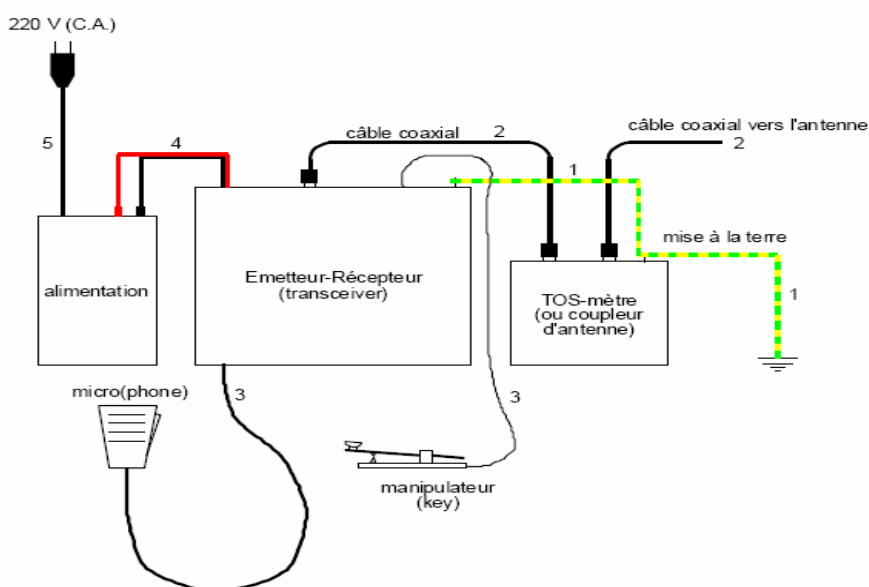 220 V (C.A.)
5
4
câble coaxial
2
câble coaxial vers l'antenne
2
1
mise à la terre
alimentation
Emetteur-Récepteur
(transceiver)
TOS-mètre
(ou coupleur
d'antenne)
1
micro(phone)
3
3
manipulateur
(key)